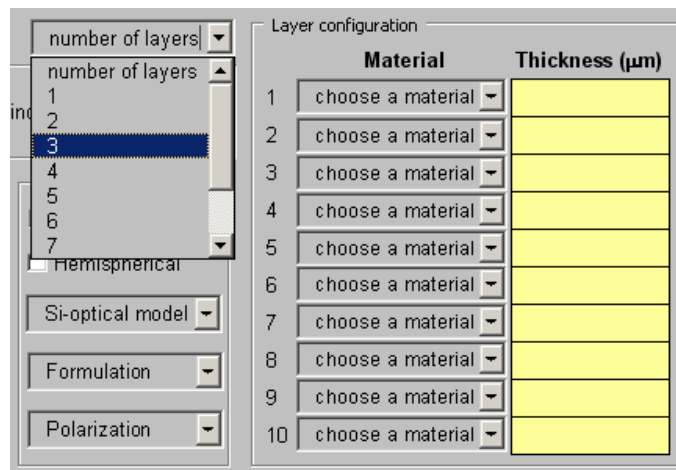 number of layers
number of layers
1
2
3
4
5
6
7
Hemispherical
Si-optical model
Formulation
Polarization
Layer configuration
Material Thickness (μm)
1 choose a material
2 choose a material
3 choose a material
4 choose a material
5 choose a material
6 choose a material
7 choose a material
8 choose a material
9 choose a material
10 choose a material